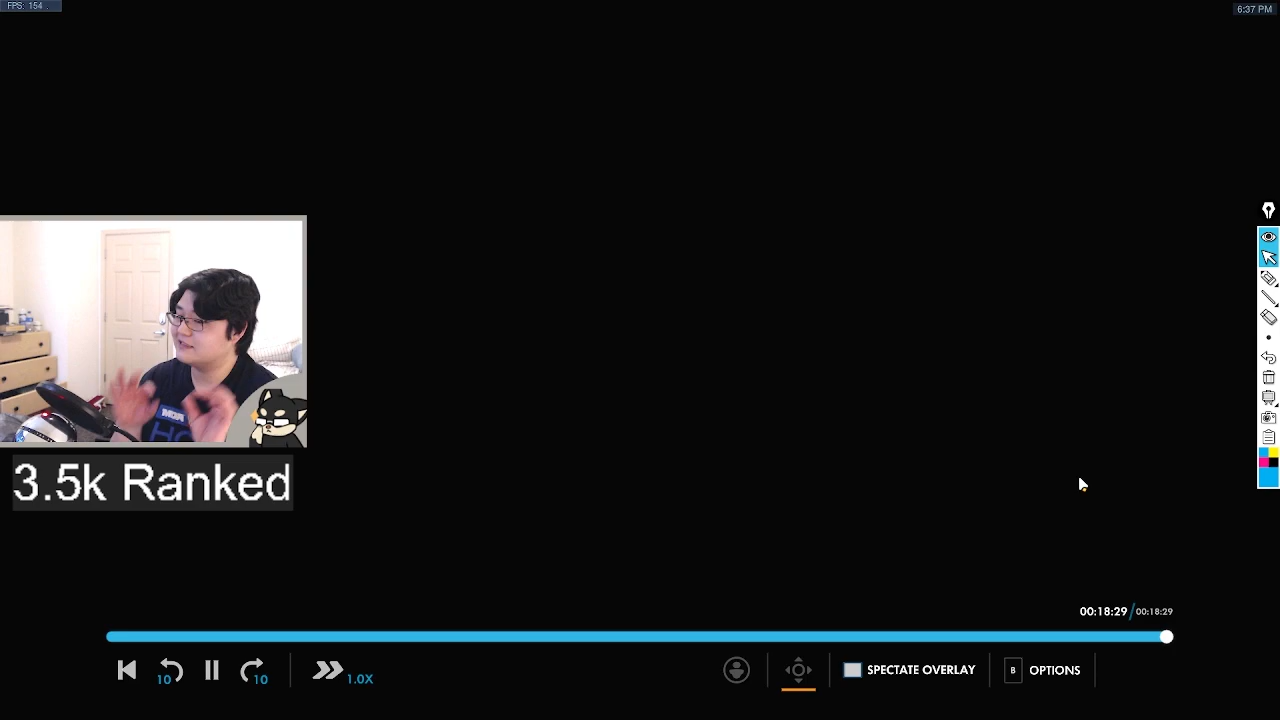 FPS: 154
6:37 PM
3.5k Ranked
00:18:29/00:18:29
10
10
1.0X
SPECTATE OVERLAY
B
OPTIONS